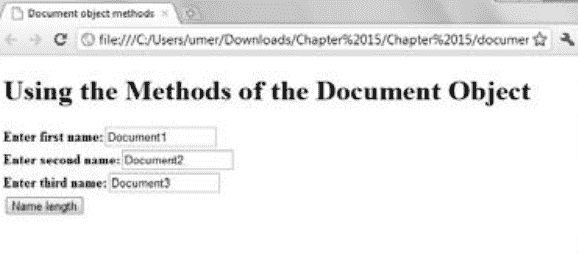 Document object methods
file:///C:/Users/umer/Downloads/Chapter%2015/Chapter%2015/documer
Using the Methods of the Document Object
Enter first name: Document1
Enter second name: Document2
Enter third name: Document3
Name length